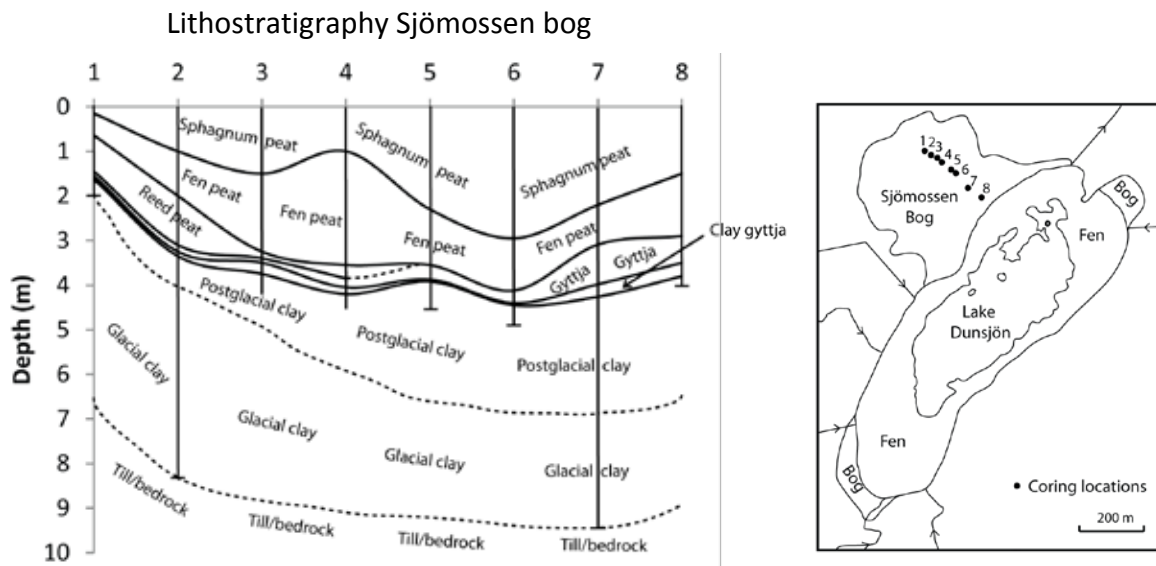 Lithostratigraphy Sjömossen bog
1 2 3 4 5 6 7 8
Depth (m)
0
1
2
3
4
5
6
7
8
9
10
Sphagnum peat
Sphagnum peat
Sphagnum peat
Fen peat
Fen peat
Fen peat
Fen peat
Reed peat
Clay gyttja
Gyttja
Gyttja
Postglacial clay
Postglacial clay
Postglacial clay
Glacial clay
Glacial clay
Glacial clay
Glacial clay
Till/bedrock
Till/bedrock
Till/bedrock
Till/bedrock
1 2 3 4 5 6 7 8
Sjömossen
Bog
Bog
Fen
Lake
Dunsjön
Fen
Bog
Coring locations
200 m